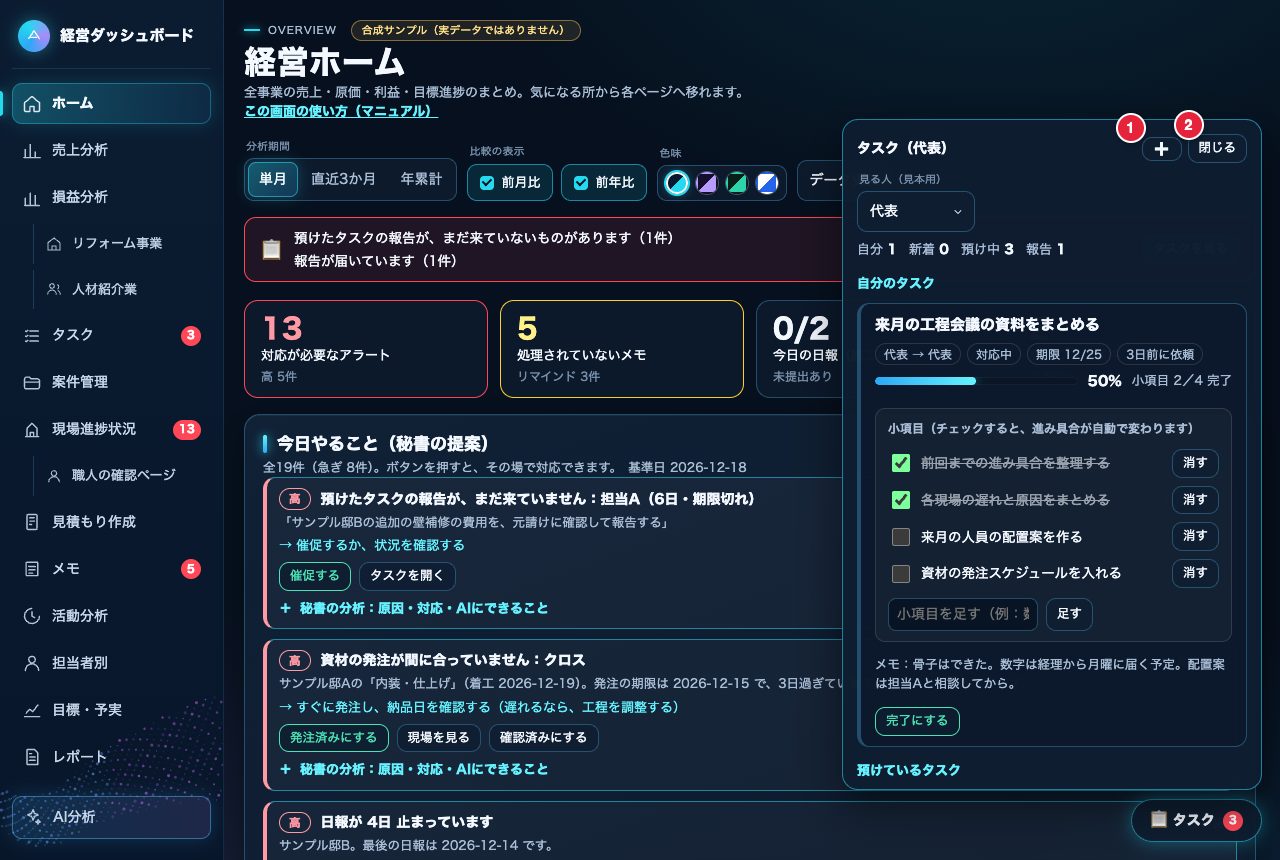 経営ダッシュボード
ホーム
売上分析
損益分析
リフォーム事業
人材紹介業
タスク
3
案件管理
現場進捗状況
13
職人の確認ページ
見積もり作成
メモ
5
活動分析
担当者別
目標・予実
レポート
AI分析
OVERVIEW
合成サンプル（実データではありません）
経営ホーム
全事業の売上・原価・利益・目標進捗のまとめ。気になる所から各ページへ移れます。
この画面の使い方（マニュアル）
分析期間
単月
直近3か月
年累計
比較の表示
前月比
前年比
色味
データ
預けたタスクの報告が、まだ来ていないものがあります（1件）
報告が届いています（1件）
13
対応が必要なアラート
高 5件
5
処理されていないメモ
リマインド 3件
0/2
今日の日報
未提出あり
今日やること（秘書の提案）
全19件（急ぎ 8件）。ボタンを押すと、その場で対応できます。 基準日 2026-12-18
高
預けたタスクの報告が、まだ来ていません：担当A（6日・期限切れ）
「サンプル邸Bの追加の壁補修の費用を、元請けに確認して報告する」
→ 催促するか、状況を確認する
催促する
タスクを開く
＋ 秘書の分析：原因・対応・AIにできること
高
資材の発注が間に合っていません：クロス
サンプル邸Aの「内装・仕上げ」（着工 2026-12-19）。発注の期限は 2026-12-15 で、3日過ぎてい
→ すぐに発注し、納品日を確認する（遅れるなら、工程を調整する）
発注済みにする
現場を見る
確認済みにする
＋ 秘書の分析：原因・対応・AIにできること
高
日報が 4日 止まっています
サンプル邸B。最後の日報は 2026-12-14 です。
1
2
タスク（代表）
＋
閉じる
見る人（見本用）
代表
自分 1 新着 0 預け中 3 報告 1
自分のタスク
来月の工程会議の資料をまとめる
代表 → 代表
対応中
期限 12/25
3日前に依頼
50%
小項目 2／4 完了
小項目（チェックすると、進み具合が自動で変わります）
前回までの進み具合を整理する
消す
各現場の遅れと原因をまとめる
消す
来月の人員の配置案を作る
消す
資材の発注スケジュールを入れる
消す
小項目を足す（例：数
足す
メモ：骨子はできた。数字は経理から月曜に届く予定。配置案
は担当Aと相談してから。
完了にする
預けているタスク
タスク
3